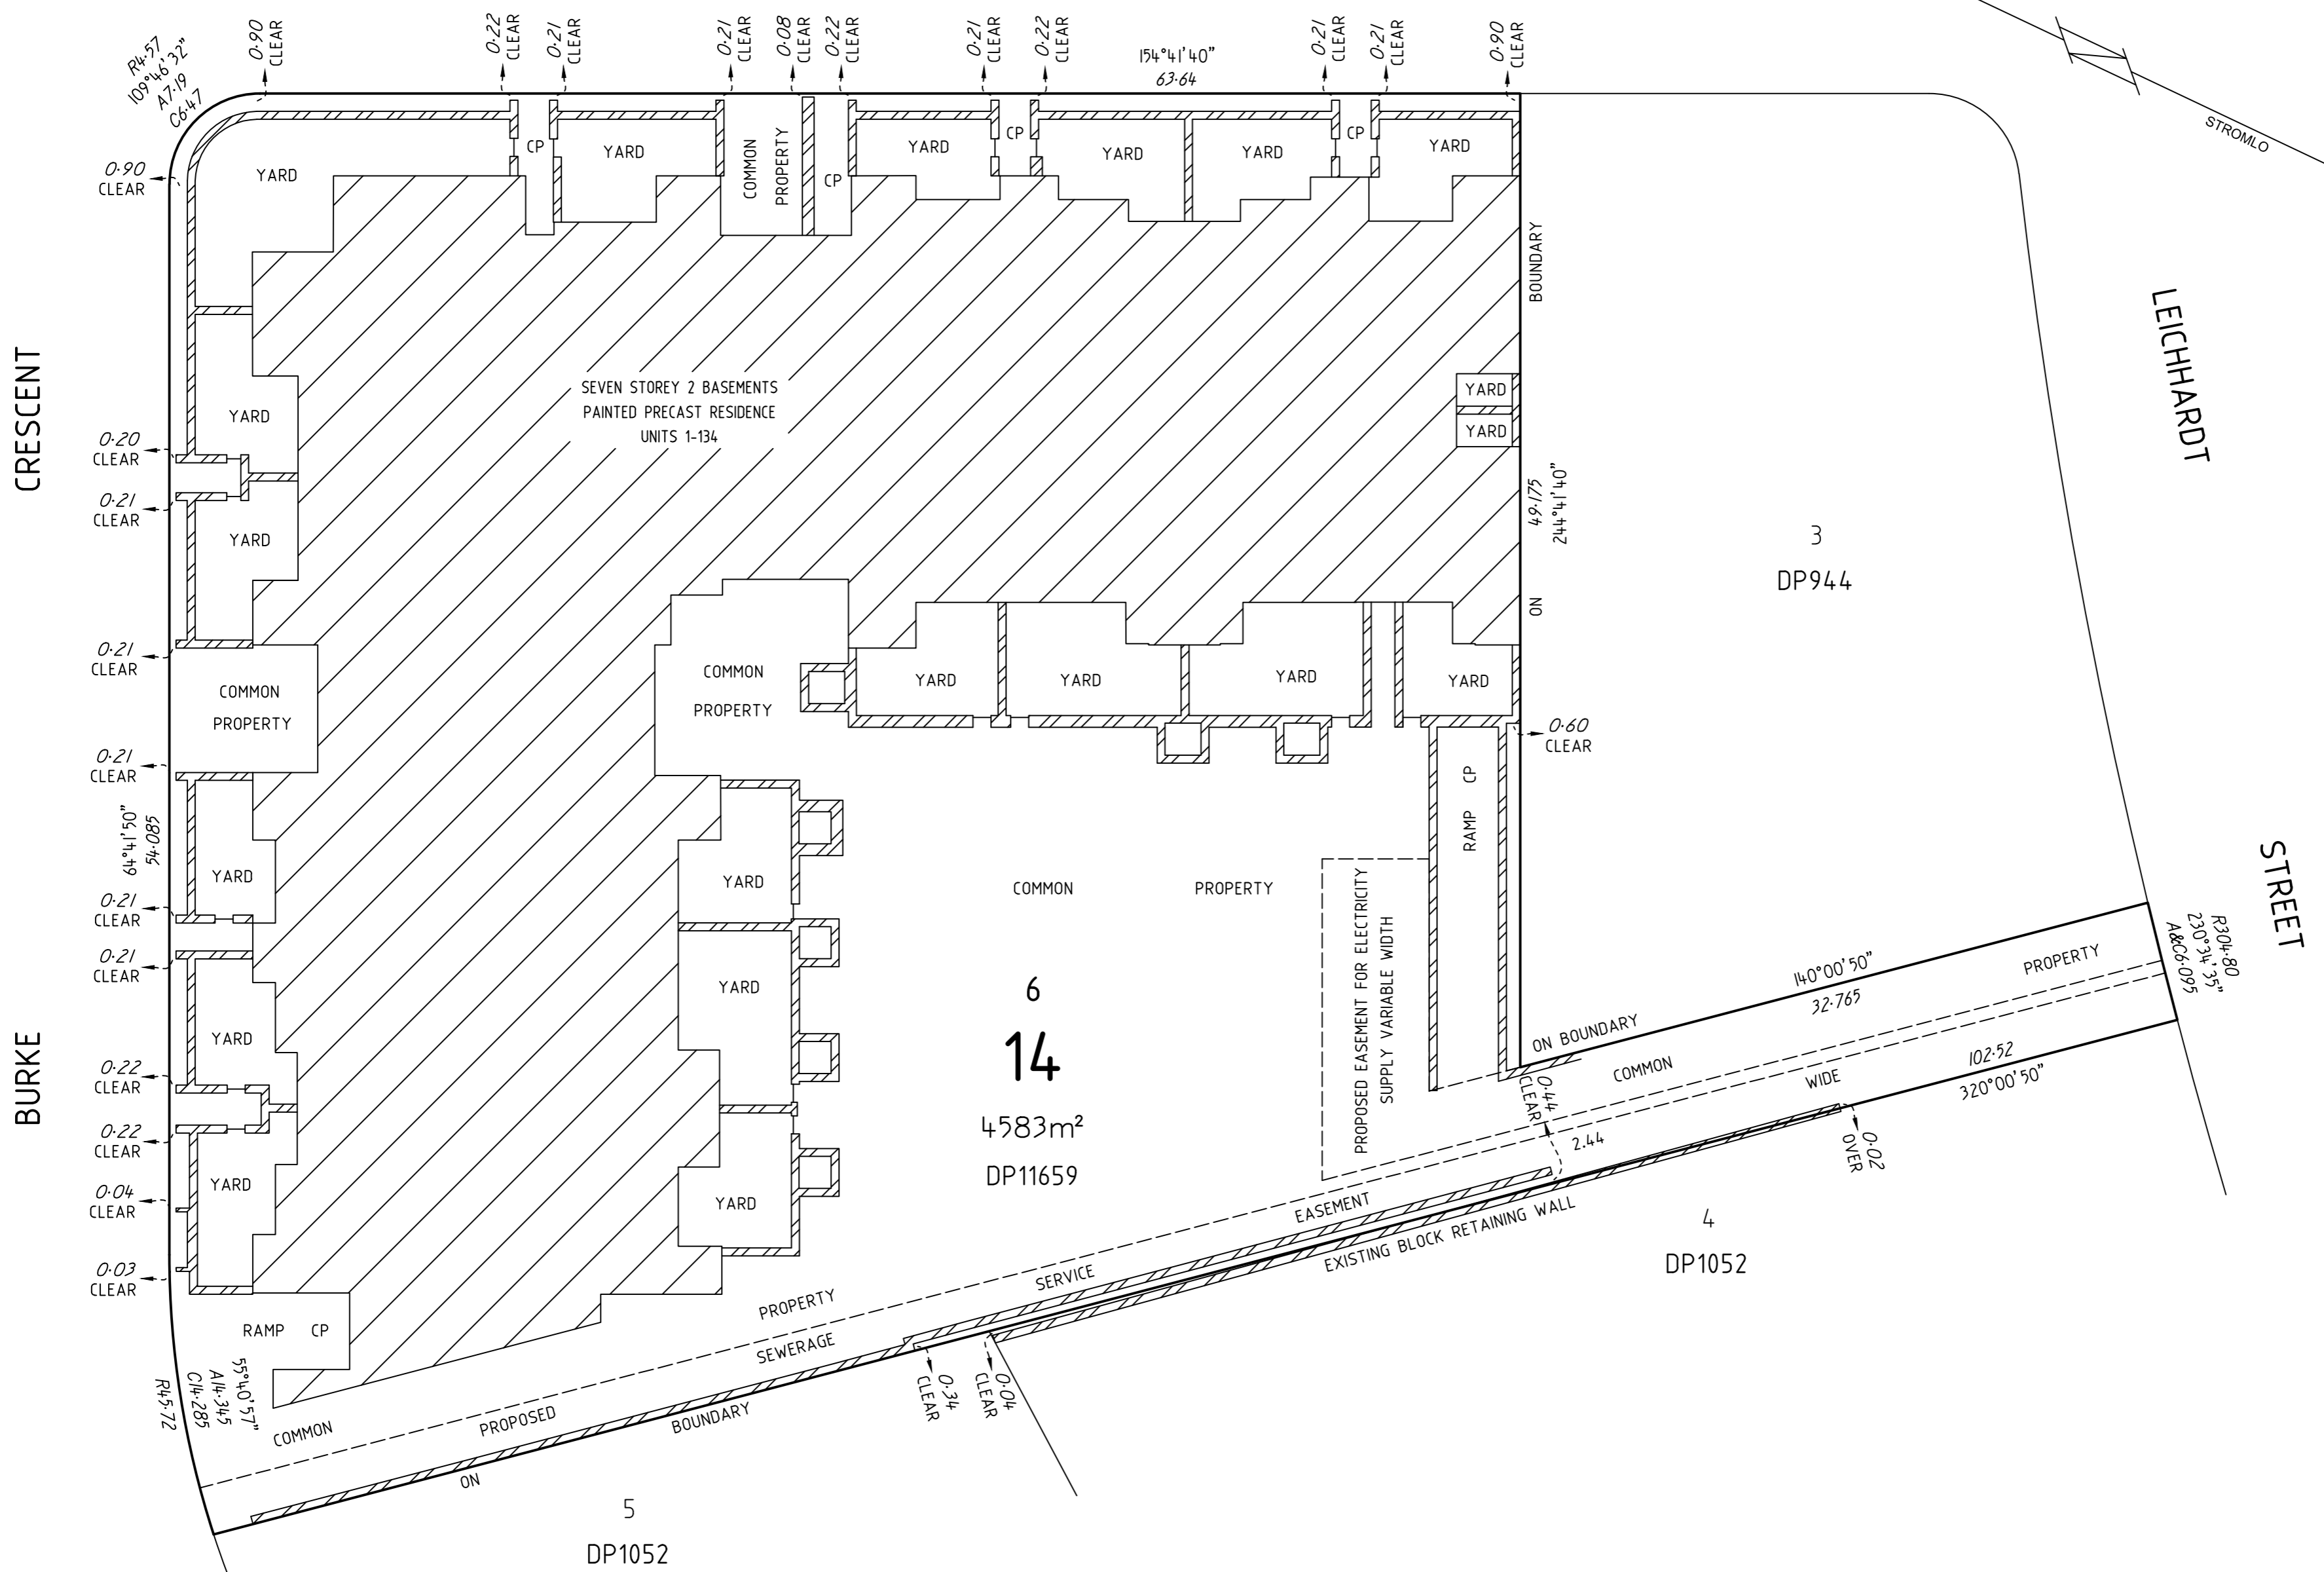 R4·57
109°46'32"
A7·19
C6·47
0·90
CLEAR
0·22
CLEAR
0·21
CLEAR
0·21
CLEAR
0·08
CLEAR
0·22
CLEAR
0·21
CLEAR
0·22
CLEAR
154°41'40"
63·64
0·21
CLEAR
0·21
CLEAR
0·90
CLEAR
STROMLO
0·90
CLEAR
YARD
CP
YARD
COMMON
PROPERTY
CP
YARD
CP
YARD
YARD
CP
YARD
BOUNDARY
LEICHHARDT
CRESCENT
SEVEN STOREY 2 BASEMENTS
PAINTED PRECAST RESIDENCE
UNITS 1-134
YARD
YARD
YARD
0·20
CLEAR
0·21
CLEAR
YARD
49·175
244°41'40"
3
DP944
ON
0·21
CLEAR
COMMON
PROPERTY
COMMON
PROPERTY
YARD
YARD
YARD
YARD
0·60
CLEAR
0·21
CLEAR
RAMP CP
64°41'50"
54·085
YARD
YARD
COMMON PROPERTY
PROPOSED EASEMENT FOR ELECTRICITY
SUPPLY VARIABLE WIDTH
STREET
0·21
CLEAR
0·21
CLEAR
YARD
YARD
6
14
4583m²
DP11659
R304·80
230°34'35"
A&C6·095
140°00'50"
32·765
PROPERTY
ON BOUNDARY
COMMON
WIDE
102·52
320°00'50"
BURKE
0·22
CLEAR
0·22
CLEAR
YARD
YARD
0·04
CLEAR
0·03
CLEAR
0·44
CLEAR
2.44
0·02
OVER
EASEMENT
EXISTING BLOCK RETAINING WALL
4
DP1052
SERVICE
PROPERTY
SEWERAGE
RAMP CP
55°40'57"
A14·345
C14·285
R45·72
0·34
CLEAR
0·04
CLEAR
COMMON
PROPOSED
BOUNDARY
ON
5
DP1052